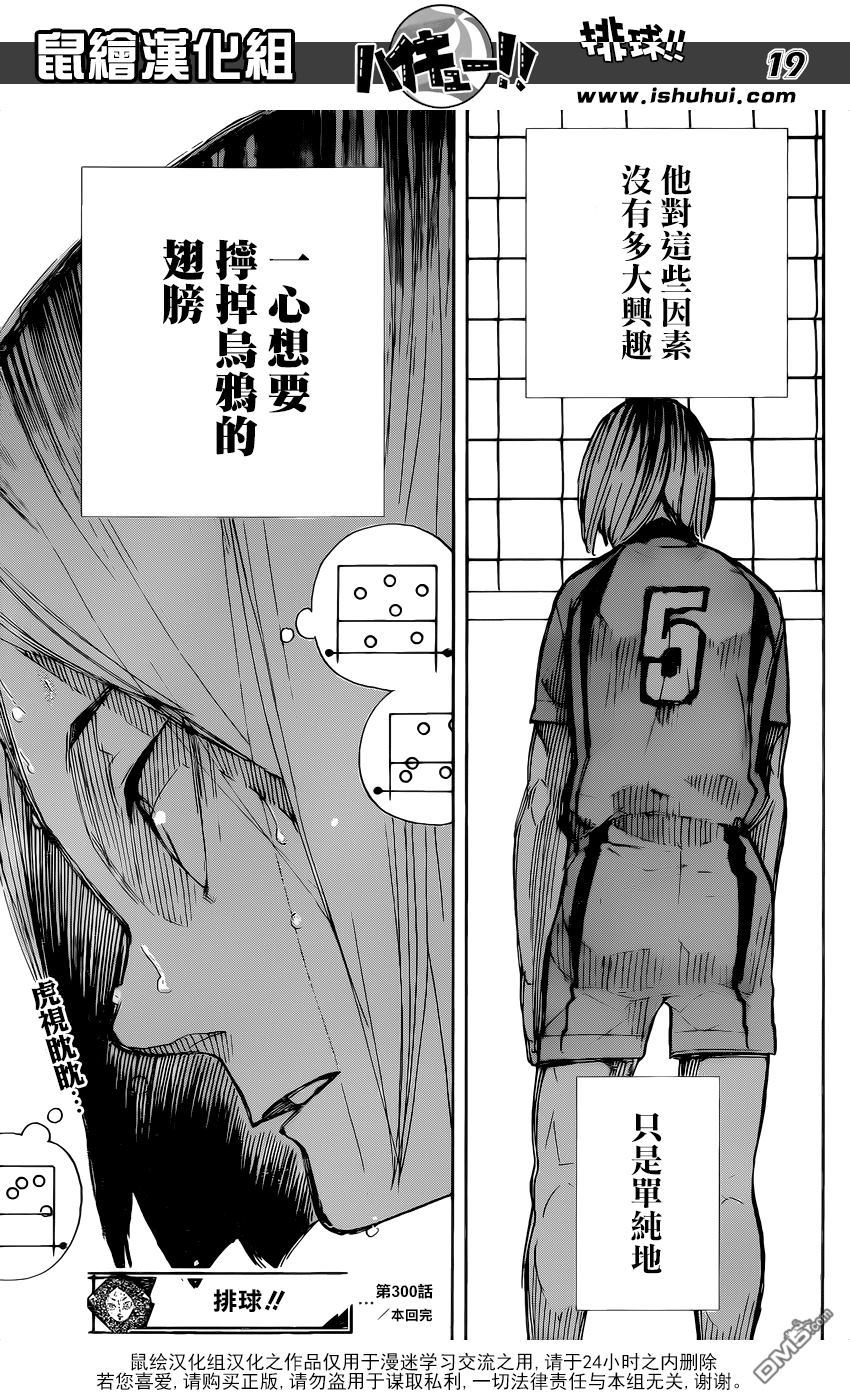 鼠繪漢化組
ハイキュー!!
排球!!
19
www.ishuhui.com
他對這些因素
沒有多大興趣
5
只是單純地
一心想要
擰掉烏鴉的
翅膀
虎視眈眈…
排球!!
…
第300話
／本回完
鼠绘汉化组汉化之作品仅用于漫迷学习交流之用, 请于24小时之内删除
若您喜爱, 请购买正版, 请勿盗用于谋取私利, 一切法律责任与本组无关, 谢谢.
DM5.com